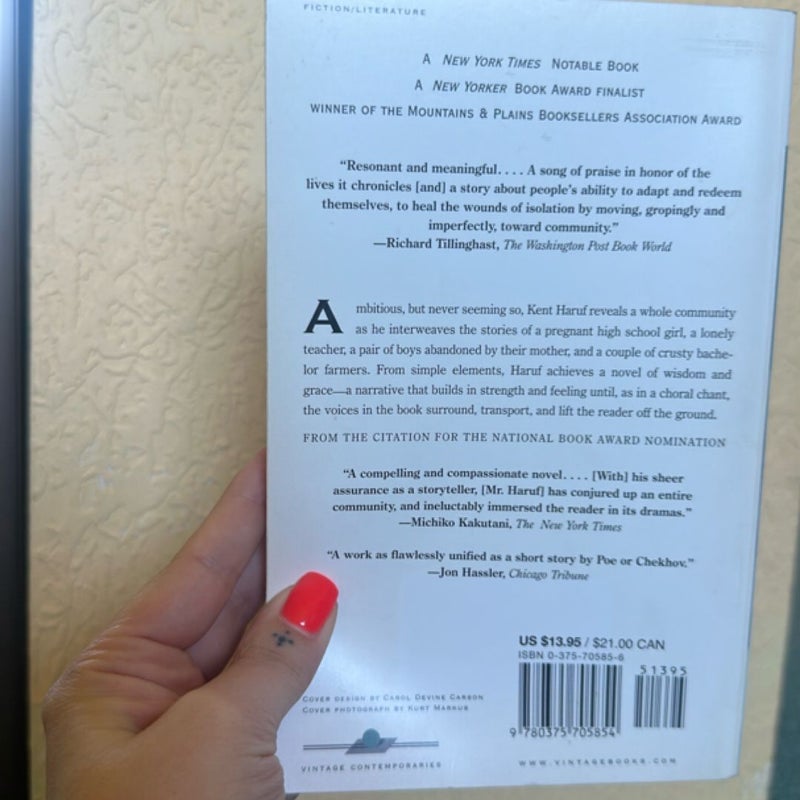 FICTION/LITERATURE
A NEW YORK TIMES NOTABLE BOOK
A NEW YORKER BOOK AWARD FINALIST
WINNER OF THE MOUNTAINS & PLAINS BOOKSELLERS ASSOCIATION AWARD
“Resonant and meaningful. . . . A song of praise in honor of the
lives it chronicles [and] a story about people’s ability to adapt and redeem
themselves, to heal the wounds of isolation by moving, gropingly and
imperfectly, toward community.”
—Richard Tillinghast, The Washington Post Book World
Ambitious, but never seeming so, Kent Haruf reveals a whole community
as he interweaves the stories of a pregnant high school girl, a lonely
teacher, a pair of boys abandoned by their mother, and a couple of crusty bache-
lor farmers. From simple elements, Haruf achieves a novel of wisdom and
grace—a narrative that builds in strength and feeling until, as in a choral chant,
the voices in the book surround, transport, and lift the reader off the ground.
FROM THE CITATION FOR THE NATIONAL BOOK AWARD NOMINATION
“A compelling and compassionate novel. . . . [With] his sheer
assurance as a storyteller, [Mr. Haruf] has conjured up an entire
community, and ineluctably immersed the reader in its dramas.”
—Michiko Kakutani, The New York Times
“A work as flawlessly unified as a short story by Poe or Chekhov.”
—Jon Hassler, Chicago Tribune
US $13.95 / $21.00 CAN
ISBN 0-375-70585-6
51395
9 780375 705854
COVER DESIGN BY CAROL DEVINE CARSON
COVER PHOTOGRAPH BY KURT MARKUS
VINTAGE CONTEMPORARIES
WWW.VINTAGEBOOKS.COM